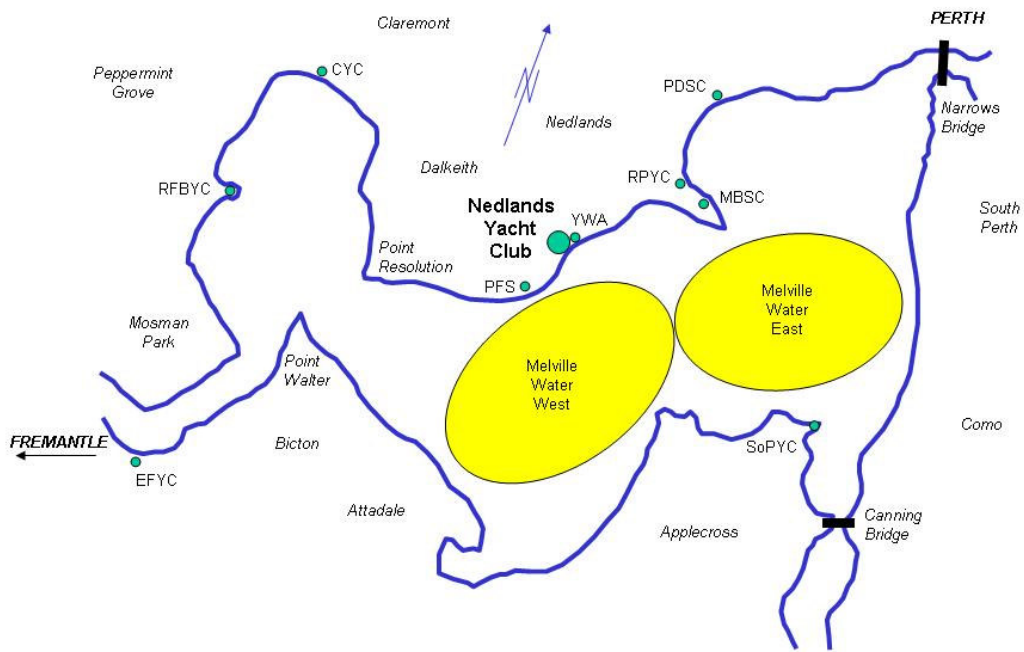 Claremont
PERTH
CYC
Peppermint
Grove
PDSC
Narrows
Bridge
Nedlands
Dalkeith
RPYC
RFBYC
MBSC
Nedlands
Yacht
Club
YWA
South
Perth
Point
Resolution
PFS
Melville
Water
East
Mosman
Park
Point
Walter
Melville
Water
West
Como
FREMANTLE
Bicton
SoPYC
EFYC
Attadale
Applecross
Canning
Bridge